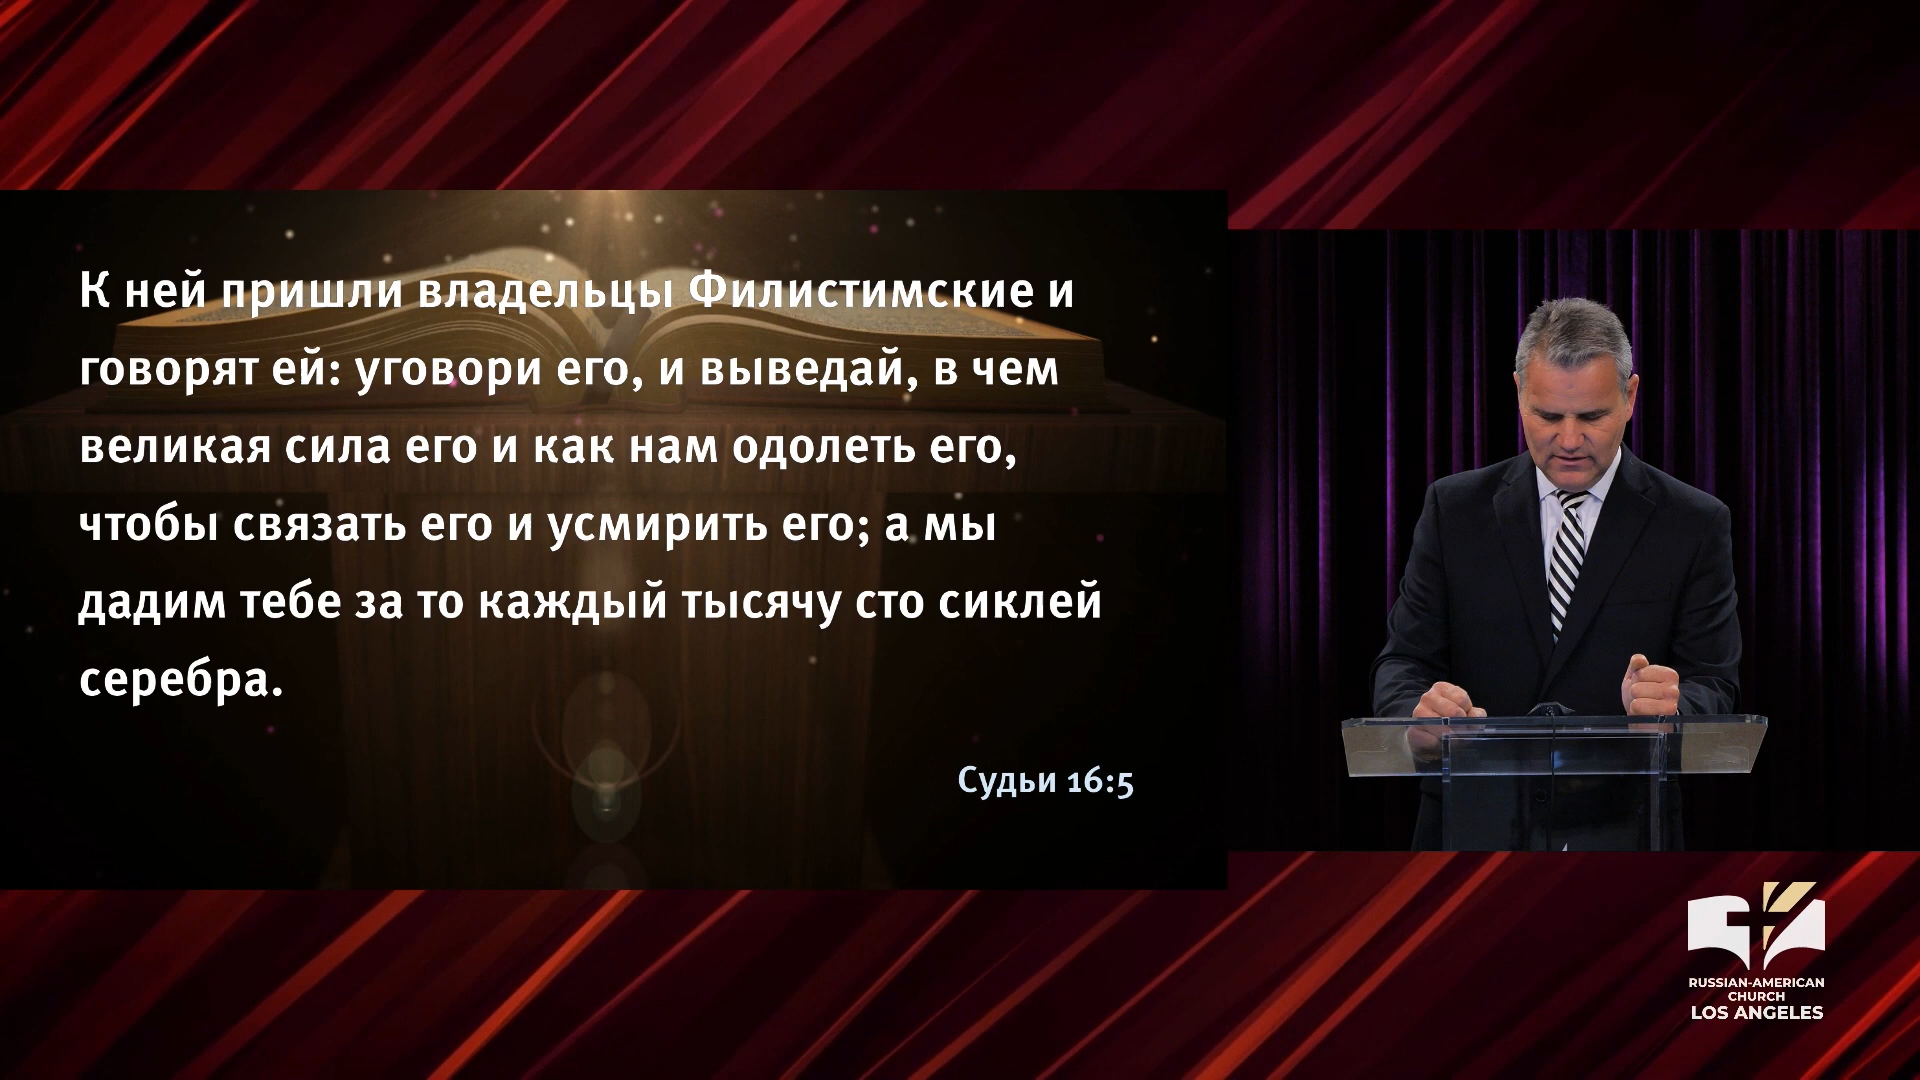 К ней пришли владельцы Филистимские и
говорят ей: уговори его, и выведай, в чем
великая сила его и как нам одолеть его,
чтобы связать его и усмирить его; а мы
дадим тебе за то каждый тысячу сто сиклей
серебра.
Судьи 16:5
RUSSIAN-AMERICAN
CHURCH
LOS ANGELES